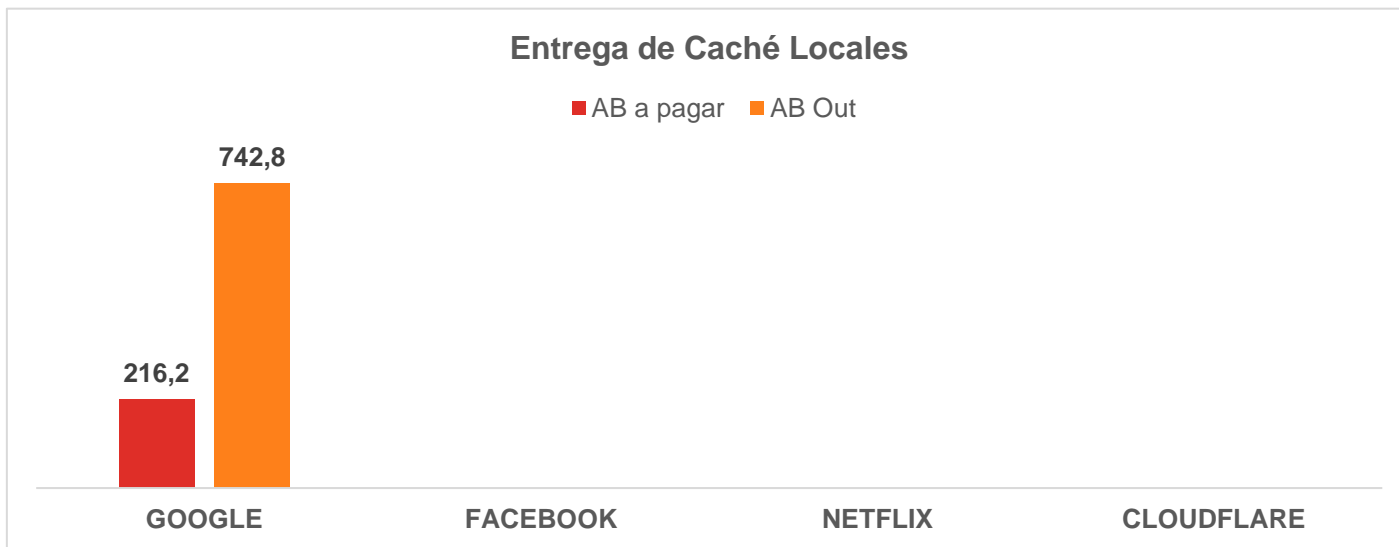 Entrega de Caché Locales
AB a pagar AB Out
742,8
216,2
GOOGLE FACEBOOK NETFLIX CLOUDFLARE